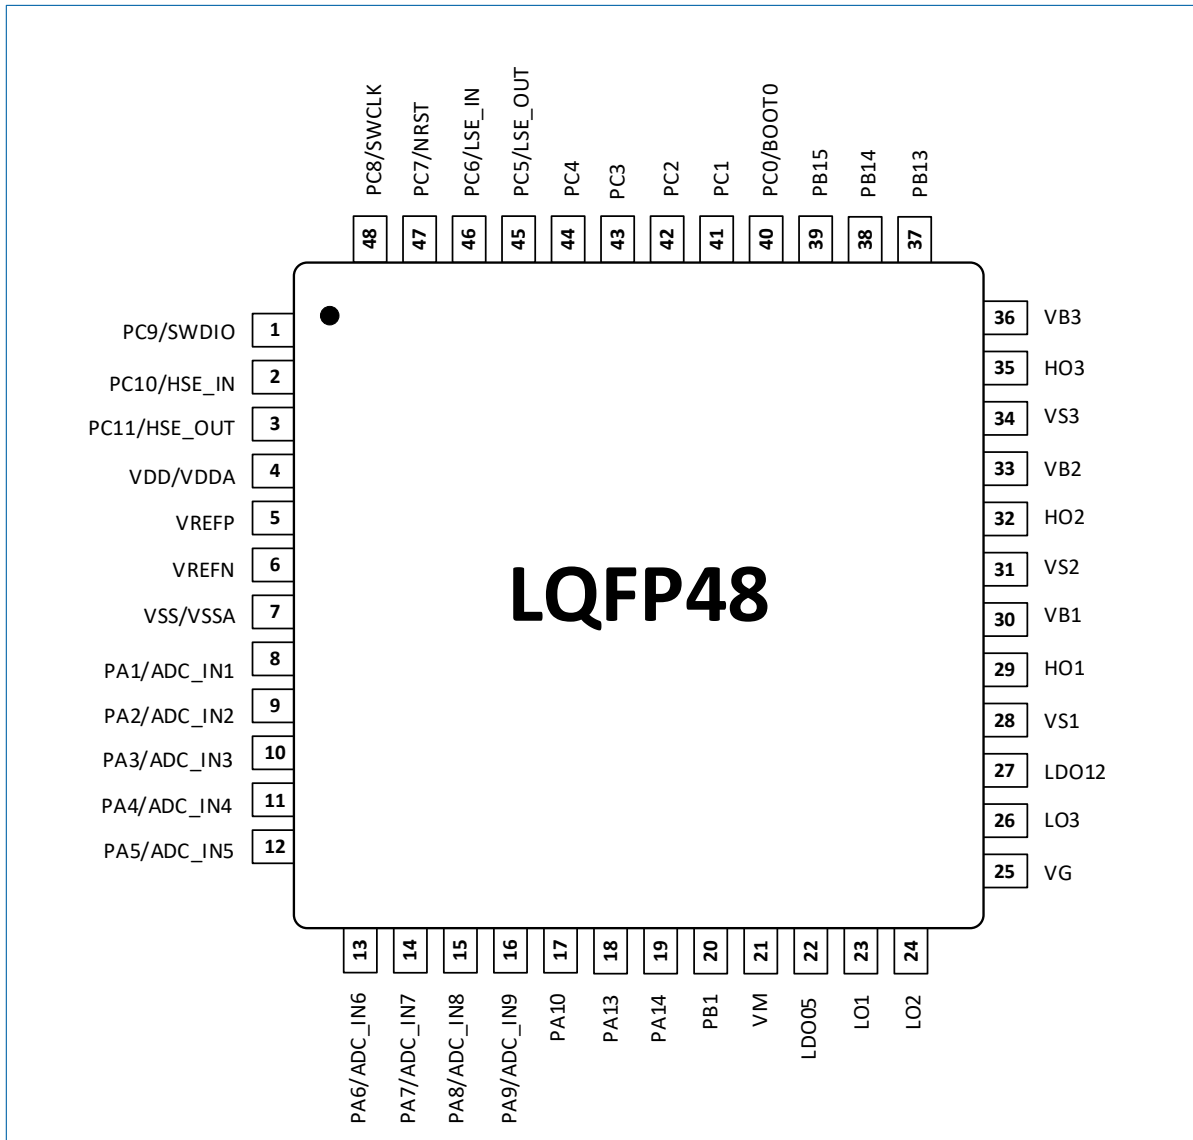 PC8/SWCLK
PC7/NRST
PC6/LSE_IN
PC5/LSE_OUT
PC4
PC3
PC2
PC1
PC0/BOOT0
PB15
PB14
PB13
48
47
46
45
44
43
42
41
40
39
38
37
PC9/SWDIO 1
PC10/HSE_IN 2
PC11/HSE_OUT 3
VDD/VDDA 4
VREFP 5
VREFN 6
VSS/VSSA 7
PA1/ADC_IN1 8
PA2/ADC_IN2 9
PA3/ADC_IN3 10
PA4/ADC_IN4 11
PA5/ADC_IN5 12
LQFP48
36 VB3
35 HO3
34 VS3
33 VB2
32 HO2
31 VS2
30 VB1
29 HO1
28 VS1
27 LDO12
26 LO3
25 VG
13
14
15
16
17
18
19
20
21
22
23
24
PA6/ADC_IN6
PA7/ADC_IN7
PA8/ADC_IN8
PA9/ADC_IN9
PA10
PA13
PA14
PB1
VM
LDO05
LO1
LO2